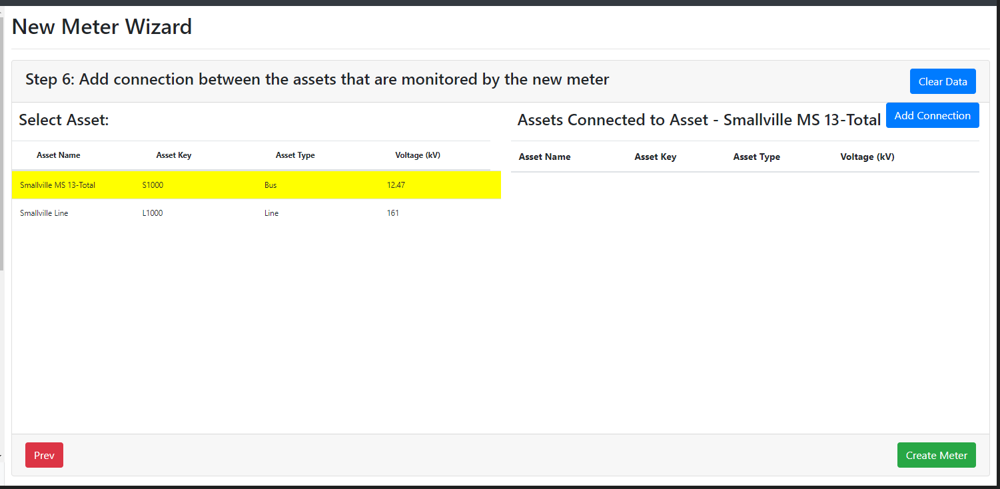 New Meter Wizard
Step 6: Add connection between the assets that are monitored by the new meter
Clear Data
Select Asset:
Asset Name Asset Key Asset Type Voltage (kV)
Smallville MS 13-Total S1000 Bus 12.47
Smallville Line L1000 Line 161
Assets Connected to Asset - Smallville MS 13-Total
Add Connection
Asset Name Asset Key Asset Type Voltage (kV)
Prev
Create Meter